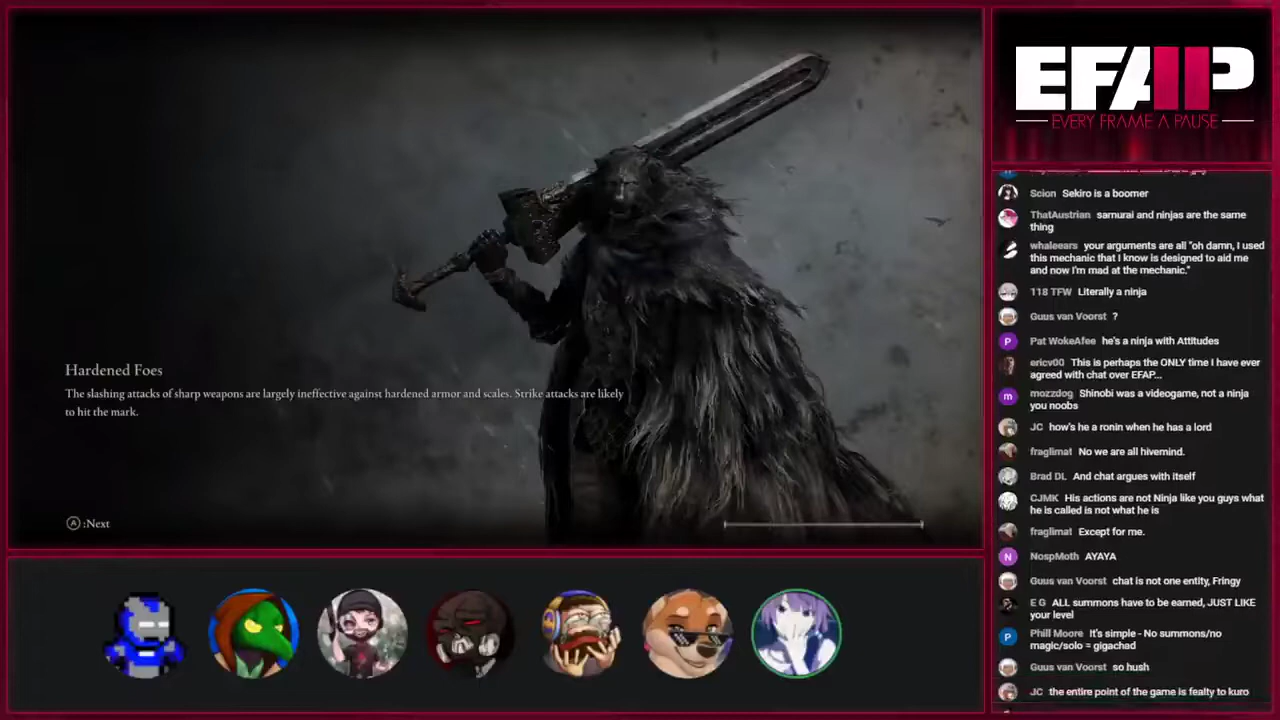 Hardened Foes
The slashing attacks of sharp weapons are largely ineffective against hardened armor and scales. Strike attacks are likely
to hit the mark.
A :Next
EFAP
EVERY FRAME A PAUSE
Scion Sekiro is a boomer
ThatAustrian samurai and ninjas are the same
thing
whaleears your arguments are all "oh damn, I used
this mechanic that I know is designed to aid me
and now I'm mad at the mechanic."
118 TFW Literally a ninja
Guus van Voorst ?
P Pat WokeAfee he's a ninja with Attitudes
ericv00 This is perhaps the ONLY time I have ever
agreed with chat over EFAP...
m mozzdog Shinobi was a videogame, not a ninja
you noobs
JC how's he a ronin when he has a lord
fraglimat No we are all hivemind.
Brad DL And chat argues with itself
CJMK His actions are not Ninja like you guys what
he is called is not what he is
fraglimat Except for me.
N NospMoth AYAYA
Guus van Voorst chat is not one entity, Fringy
E G ALL summons have to be earned, JUST LIKE
your level
P Phill Moore It's simple - No summons/no
magic/solo = gigachad
Guus van Voorst so hush
JC the entire point of the game is fealty to kuro